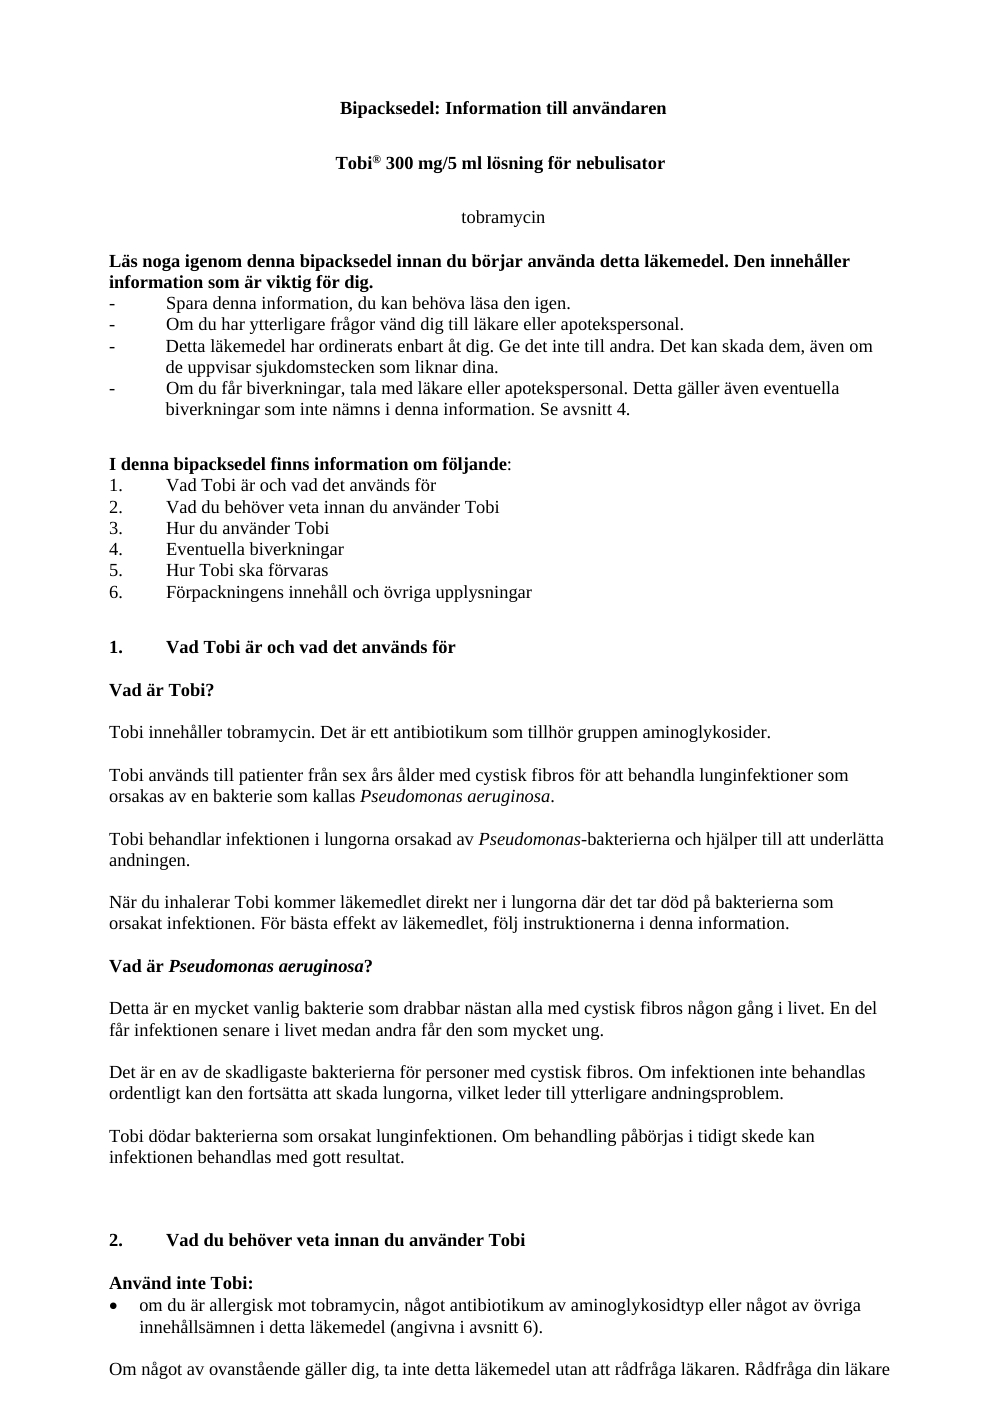 Bipacksedel: Information till användaren
Tobi® 300 mg/5 ml lösning för nebulisator
tobramycin
Läs noga igenom denna bipacksedel innan du börjar använda detta läkemedel. Den innehåller
information som är viktig för dig.
- Spara denna information, du kan behöva läsa den igen.
- Om du har ytterligare frågor vänd dig till läkare eller apotekspersonal.
- Detta läkemedel har ordinerats enbart åt dig. Ge det inte till andra. Det kan skada dem, även om
de uppvisar sjukdomstecken som liknar dina.
- Om du får biverkningar, tala med läkare eller apotekspersonal. Detta gäller även eventuella
biverkningar som inte nämns i denna information. Se avsnitt 4.
I denna bipacksedel finns information om följande:
1. Vad Tobi är och vad det används för
2. Vad du behöver veta innan du använder Tobi
3. Hur du använder Tobi
4. Eventuella biverkningar
5. Hur Tobi ska förvaras
6. Förpackningens innehåll och övriga upplysningar
1. Vad Tobi är och vad det används för
Vad är Tobi?
Tobi innehåller tobramycin. Det är ett antibiotikum som tillhör gruppen aminoglykosider.
Tobi används till patienter från sex års ålder med cystisk fibros för att behandla lunginfektioner som
orsakas av en bakterie som kallas Pseudomonas aeruginosa.
Tobi behandlar infektionen i lungorna orsakad av Pseudomonas-bakterierna och hjälper till att underlätta
andningen.
När du inhalerar Tobi kommer läkemedlet direkt ner i lungorna där det tar död på bakterierna som
orsakat infektionen. För bästa effekt av läkemedlet, följ instruktionerna i denna information.
Vad är Pseudomonas aeruginosa?
Detta är en mycket vanlig bakterie som drabbar nästan alla med cystisk fibros någon gång i livet. En del
får infektionen senare i livet medan andra får den som mycket ung.
Det är en av de skadligaste bakterierna för personer med cystisk fibros. Om infektionen inte behandlas
ordentligt kan den fortsätta att skada lungorna, vilket leder till ytterligare andningsproblem.
Tobi dödar bakterierna som orsakat lunginfektionen. Om behandling påbörjas i tidigt skede kan
infektionen behandlas med gott resultat.
2. Vad du behöver veta innan du använder Tobi
Använd inte Tobi:
• om du är allergisk mot tobramycin, något antibiotikum av aminoglykosidtyp eller något av övriga
innehållsämnen i detta läkemedel (angivna i avsnitt 6).
Om något av ovanstående gäller dig, ta inte detta läkemedel utan att rådfråga läkaren. Rådfråga din läkare